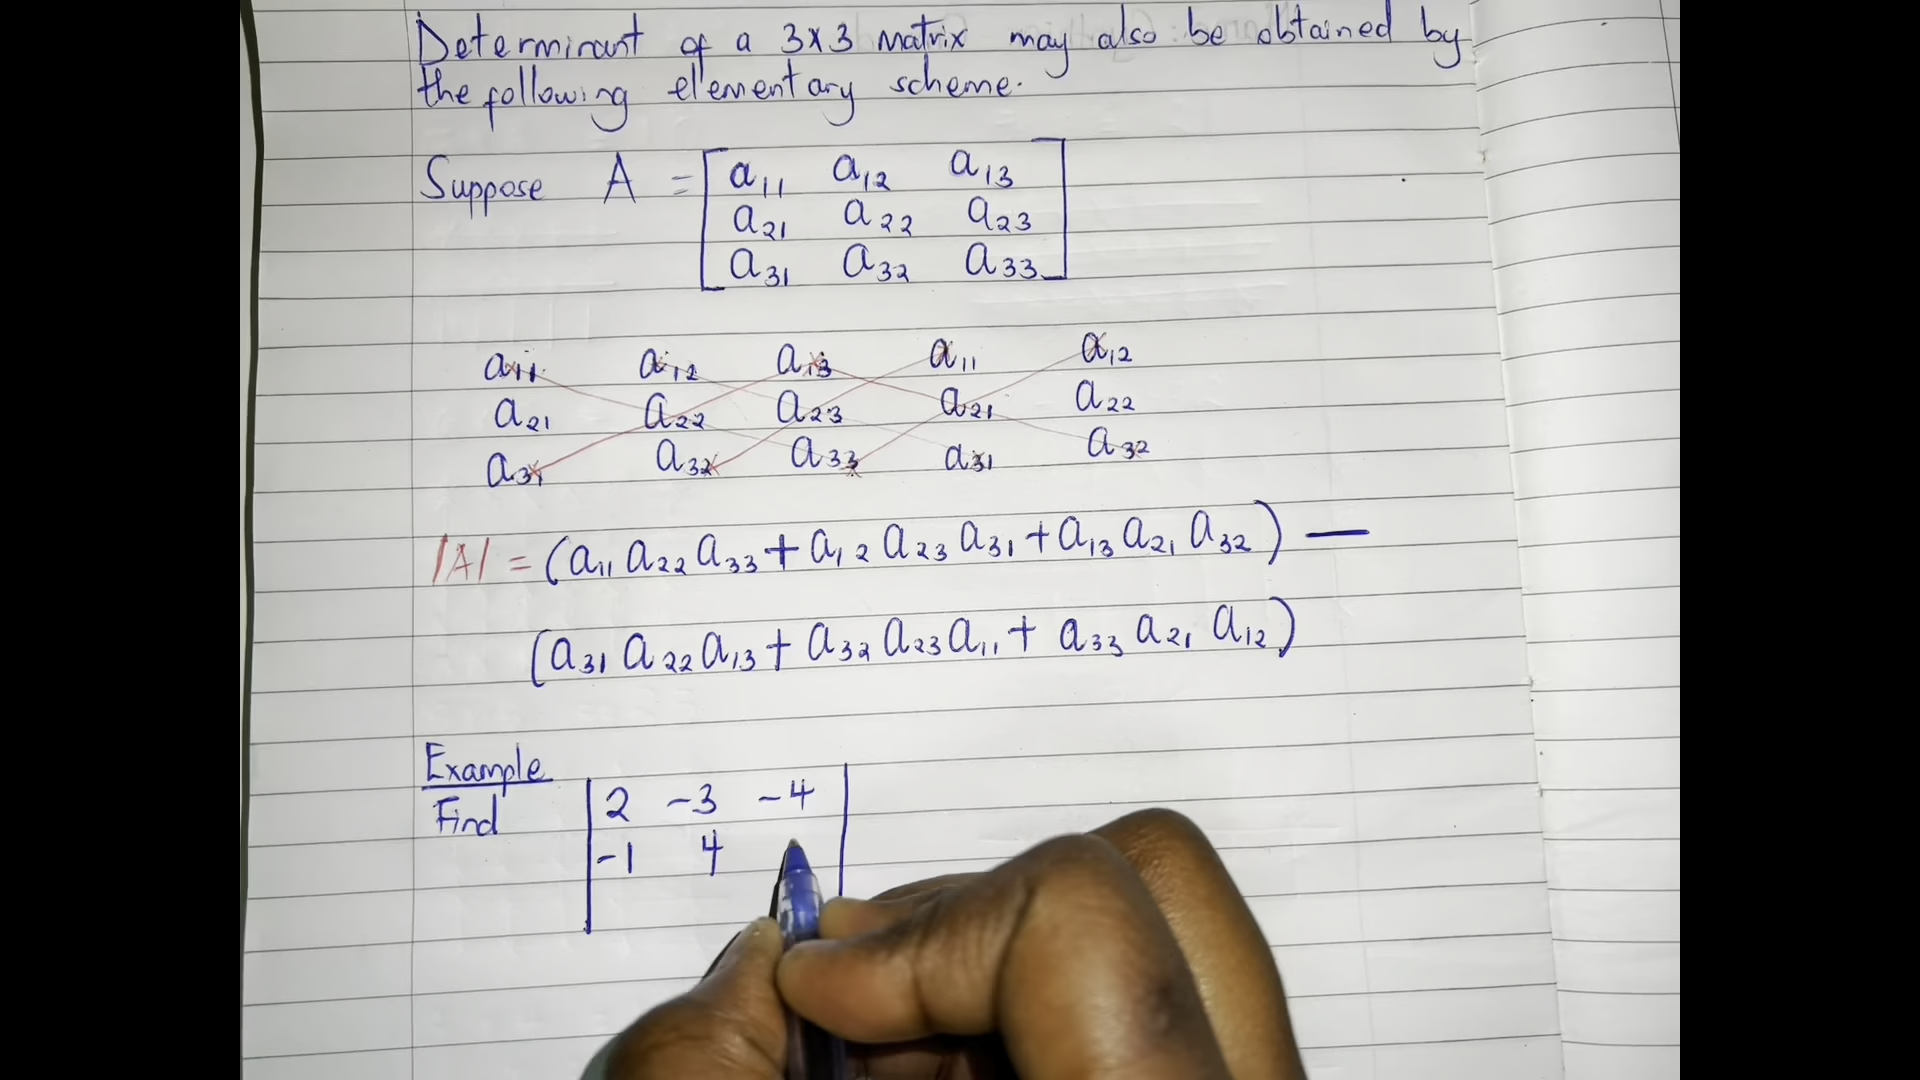 Determinant of a 3x3 matrix may also be obtained by
the following elementary scheme.
Suppose A = [a₁₁ a₁₂ a₁₃
a₂₁ a₂₂ a₂₃
a₃₁ a₃₂ a₃₃]
a₁₁ a₁₂ a₁₃ a₁₁ a₁₂
a₂₁ a₂₂ a₂₃ a₂₁ a₂₂
a₃₁ a₃₂ a₃₃ a₃₁ a₃₂
|A| = (a₁₁ a₂₂ a₃₃ + a₁₂ a₂₃ a₃₁ + a₁₃ a₂₁ a₃₂) —
(a₃₁ a₂₂ a₁₃ + a₃₂ a₂₃ a₁₁ + a₃₃ a₂₁ a₁₂)
Example
Find |2 -3 -4|
-1 4